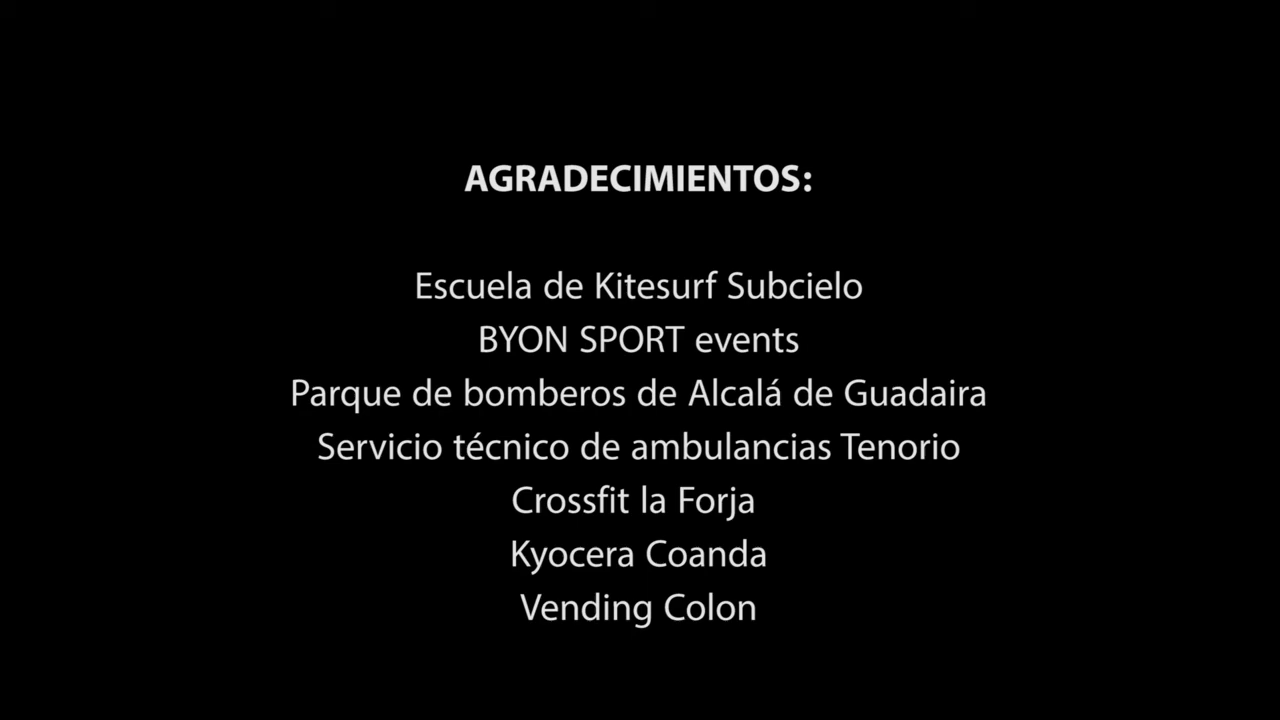 AGRADECIMIENTOS:
Escuela de Kitesurf Subcielo
BYON SPORT events
Parque de bomberos de Alcalá de Guadaira
Servicio técnico de ambulancias Tenorio
Crossfit la Forja
Kyocera Coanda
Vending Colon